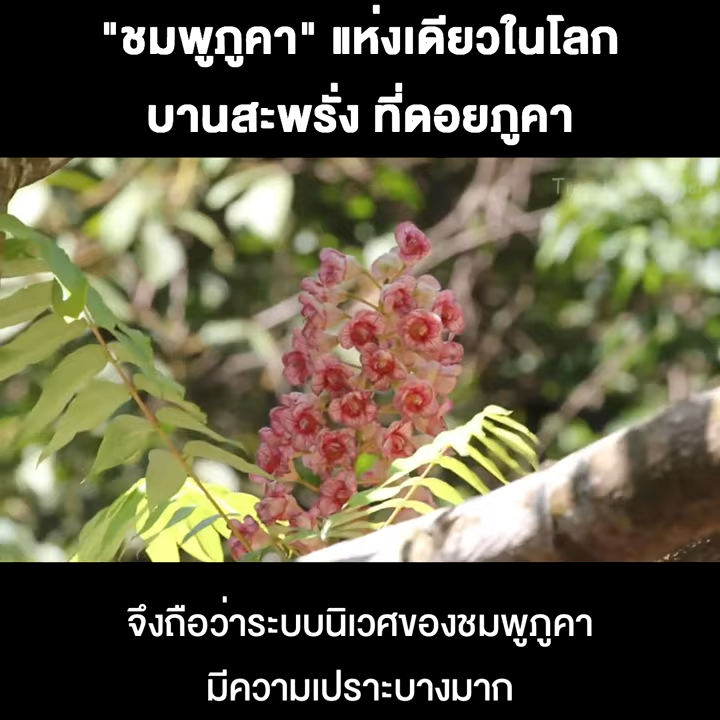 "ชมพูภูคา" แห่งเดียวในโลก
บานสะพรั่ง ที่ดอยภูคา
จึงถือว่าระบบนิเวศของชมพูภูคา
มีความเปราะบางมาก